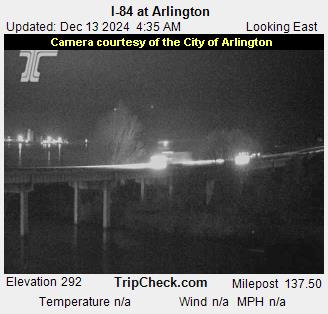 I-84 at Arlington
Updated: Dec 13 2024 4:35 AM Looking East
Camera courtesy of the City of Arlington
Elevation 292 TripCheck.com Milepost 137.50
Temperature n/a Wind n/a MPH n/a